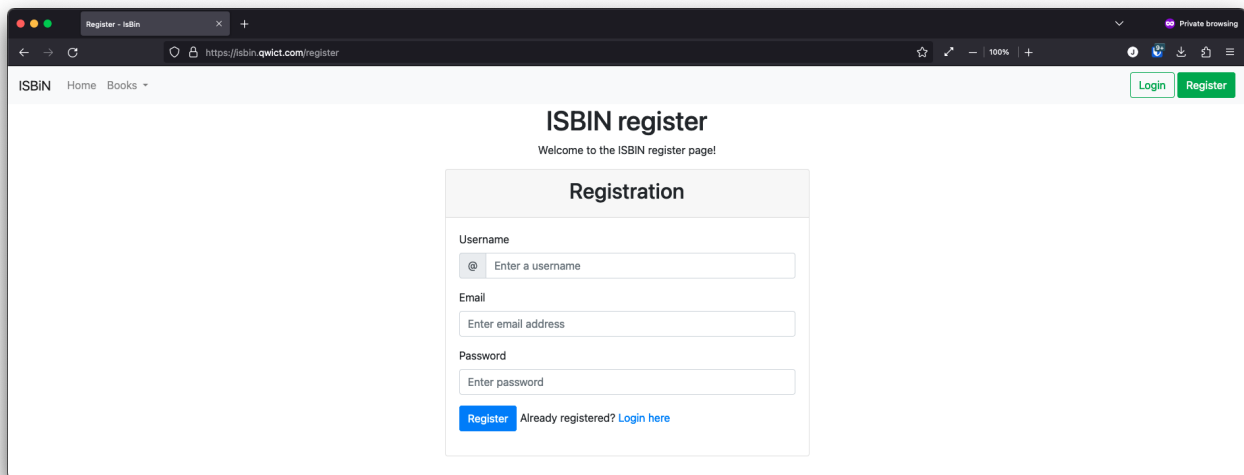 Register - IsBin
Private browsing
https://isbin.qwict.com/register
100%
ISBiN Home Books Login Register
ISBIN register
Welcome to the ISBIN register page!
Registration
Username
@ Enter a username
Email
Enter email address
Password
Enter password
Register Already registered? Login here